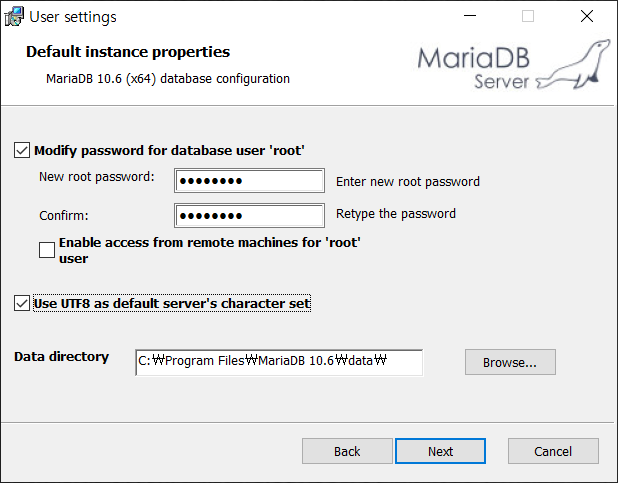 User settings
Default instance properties
MariaDB 10.6 (x64) database configuration
MariaDB
Server
Modify password for database user 'root'
New root password: ●●●●●●●● Enter new root password
Confirm: ●●●●●●●● Retype the password
Enable access from remote machines for 'root'
user
Use UTF8 as default server's character set
Data directory C:₩Program Files₩MariaDB 10.6₩data₩ Browse...
Back Next Cancel